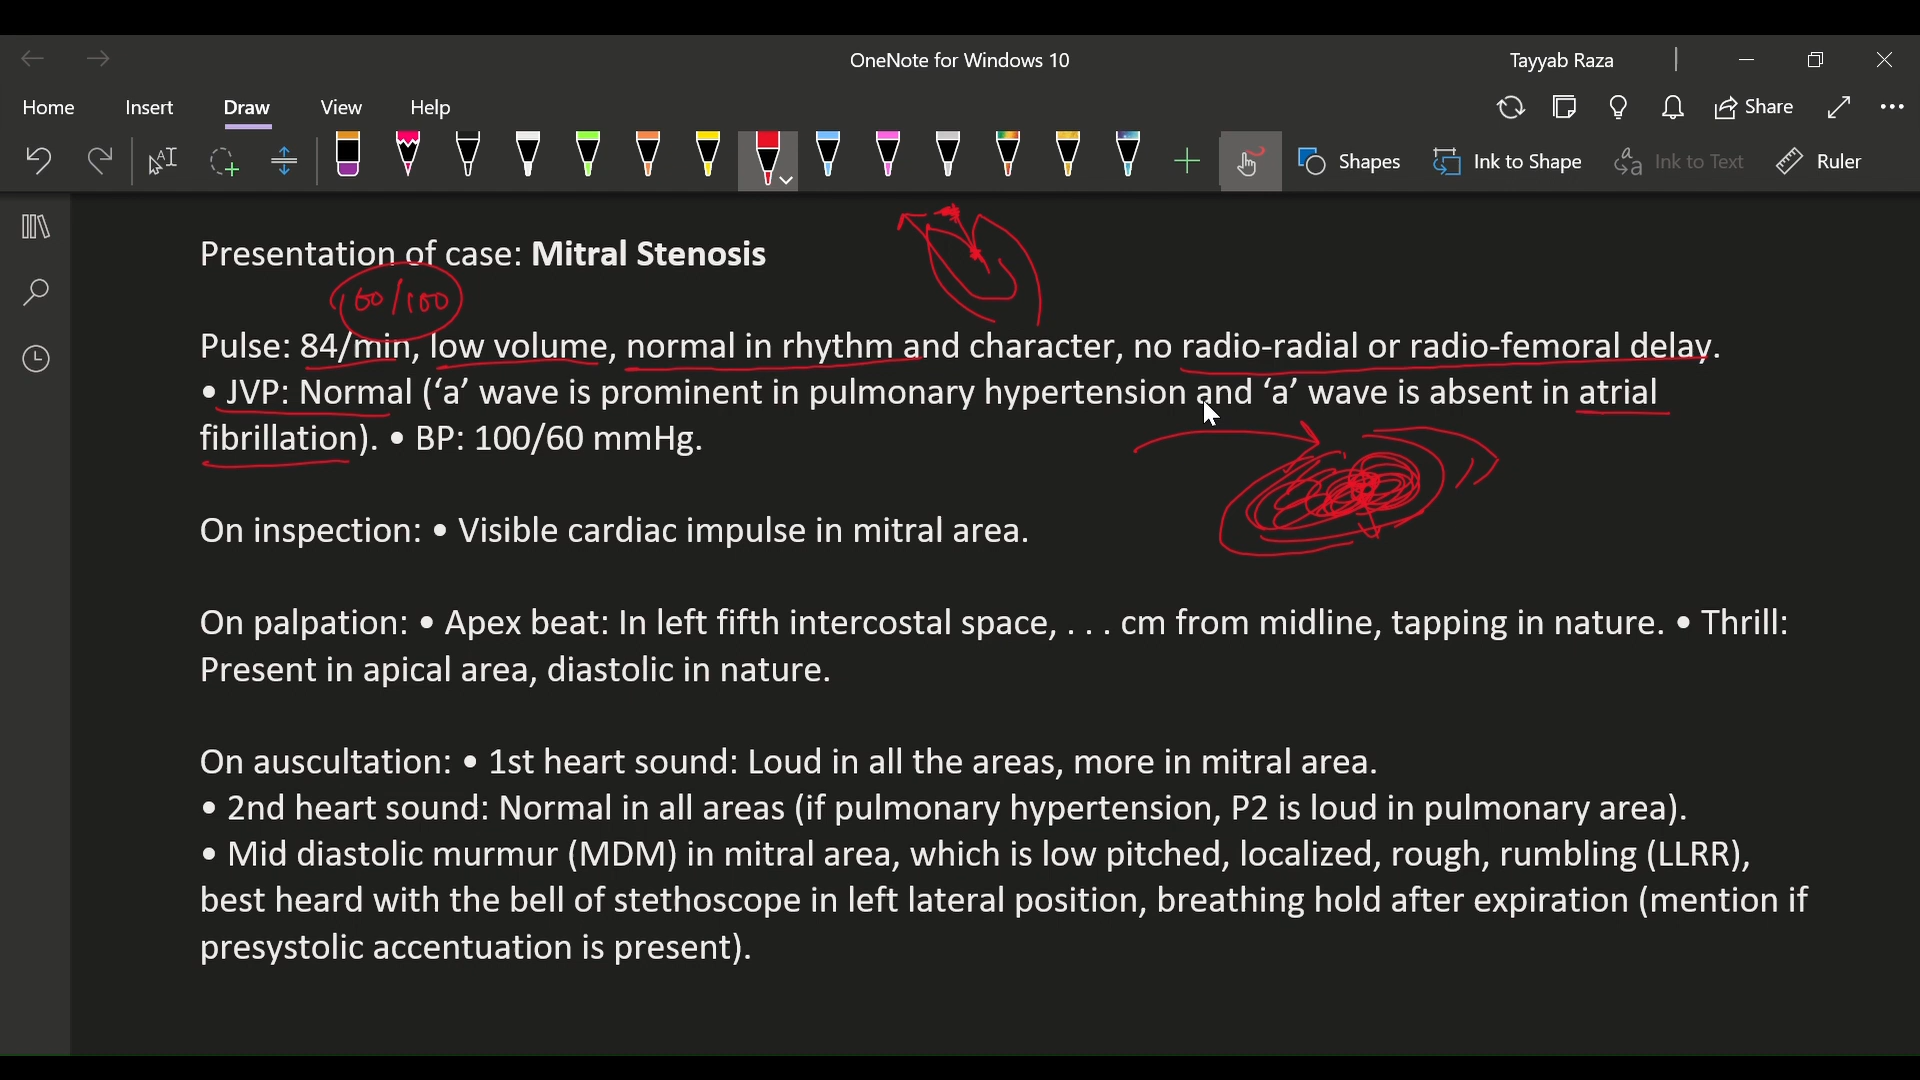 OneNote for Windows 10
Tayyab Raza
Home Insert Draw View Help
Share
Shapes Ink to Shape Ink to Text Ruler
Presentation of case: Mitral Stenosis
60/100
Pulse: 84/min, low volume, normal in rhythm and character, no radio-radial or radio-femoral delay.
• JVP: Normal (‘a’ wave is prominent in pulmonary hypertension and ‘a’ wave is absent in atrial
fibrillation). • BP: 100/60 mmHg.
On inspection: • Visible cardiac impulse in mitral area.
On palpation: • Apex beat: In left fifth intercostal space, . . . cm from midline, tapping in nature. • Thrill:
Present in apical area, diastolic in nature.
On auscultation: • 1st heart sound: Loud in all the areas, more in mitral area.
• 2nd heart sound: Normal in all areas (if pulmonary hypertension, P2 is loud in pulmonary area).
• Mid diastolic murmur (MDM) in mitral area, which is low pitched, localized, rough, rumbling (LLRR),
best heard with the bell of stethoscope in left lateral position, breathing hold after expiration (mention if
presystolic accentuation is present).